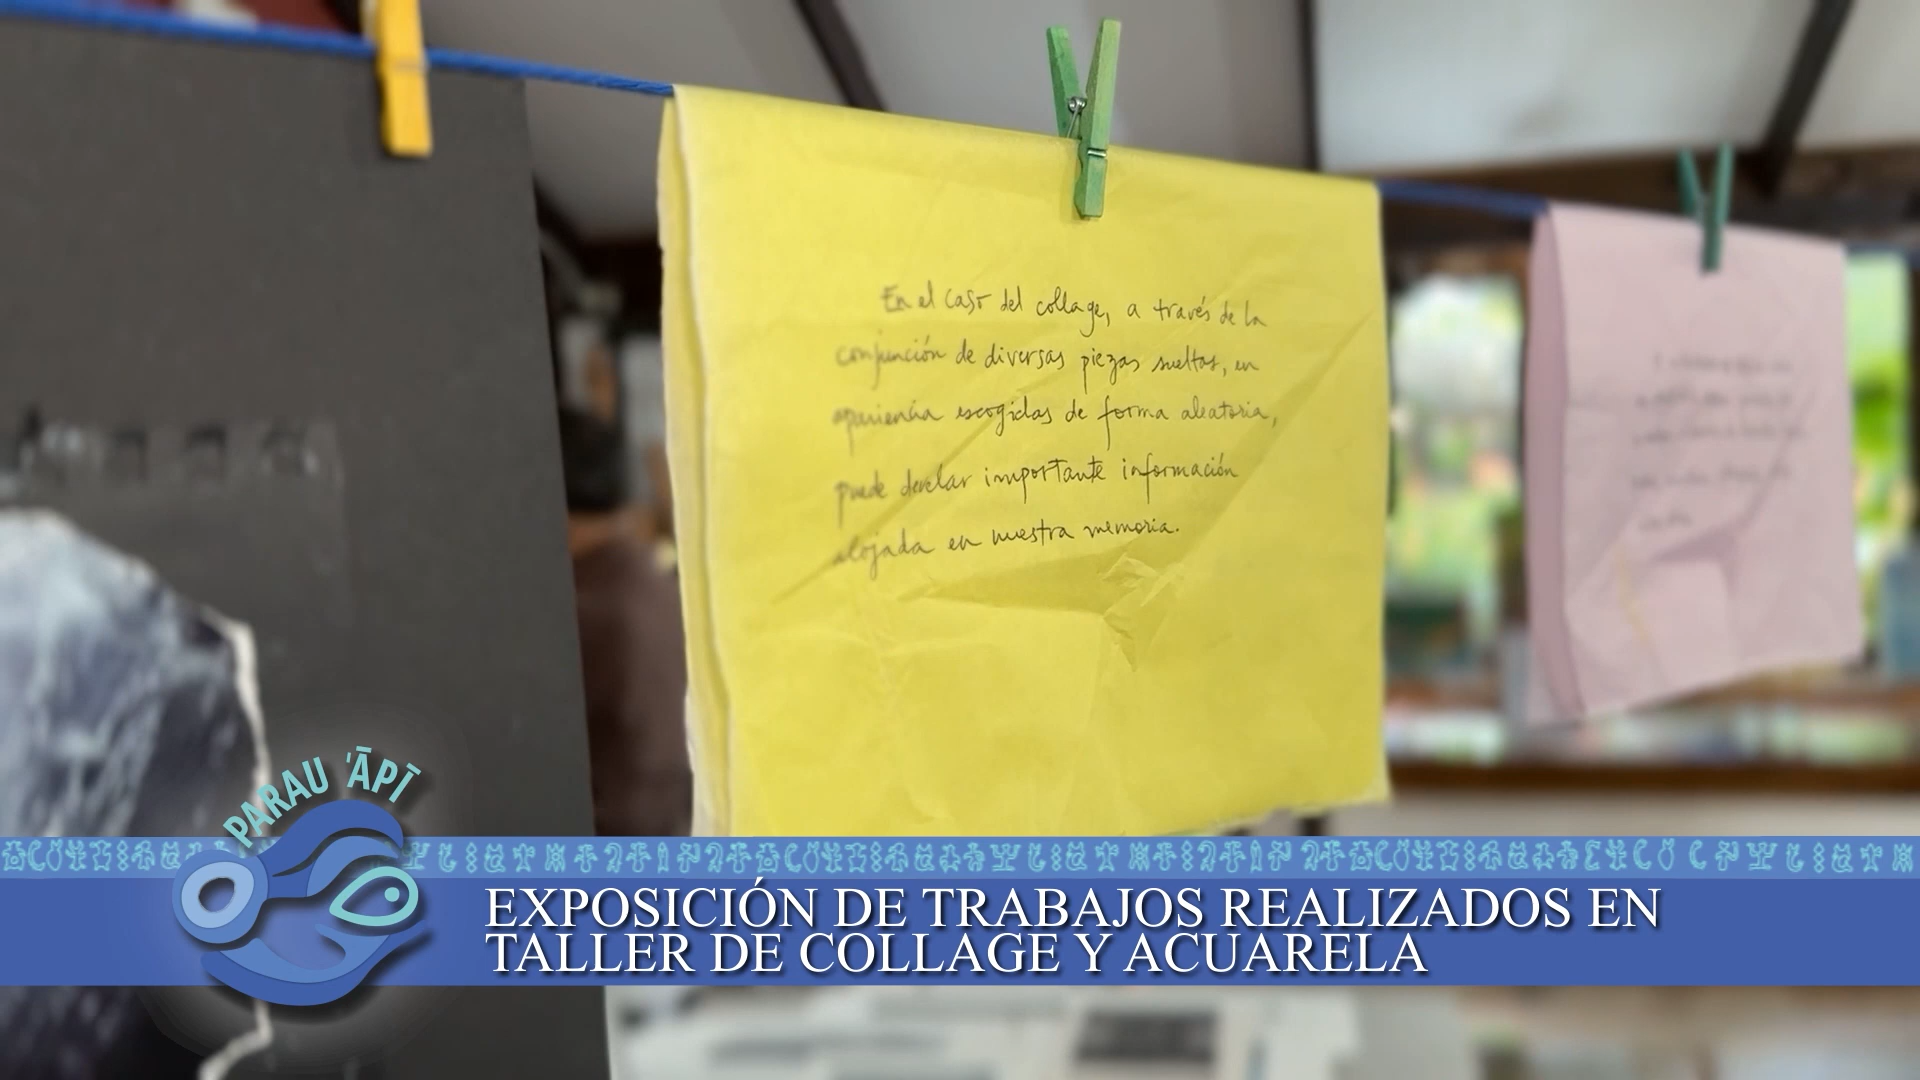 En el caso del collage, a través de la
conjunción de diversas piezas sueltas, en
apariencia escogidas de forma aleatoria,
puede develar importante información
alojada en nuestra memoria.
PARAU 'ĀPĪ
EXPOSICIÓN DE TRABAJOS REALIZADOS EN
TALLER DE COLLAGE Y ACUARELA